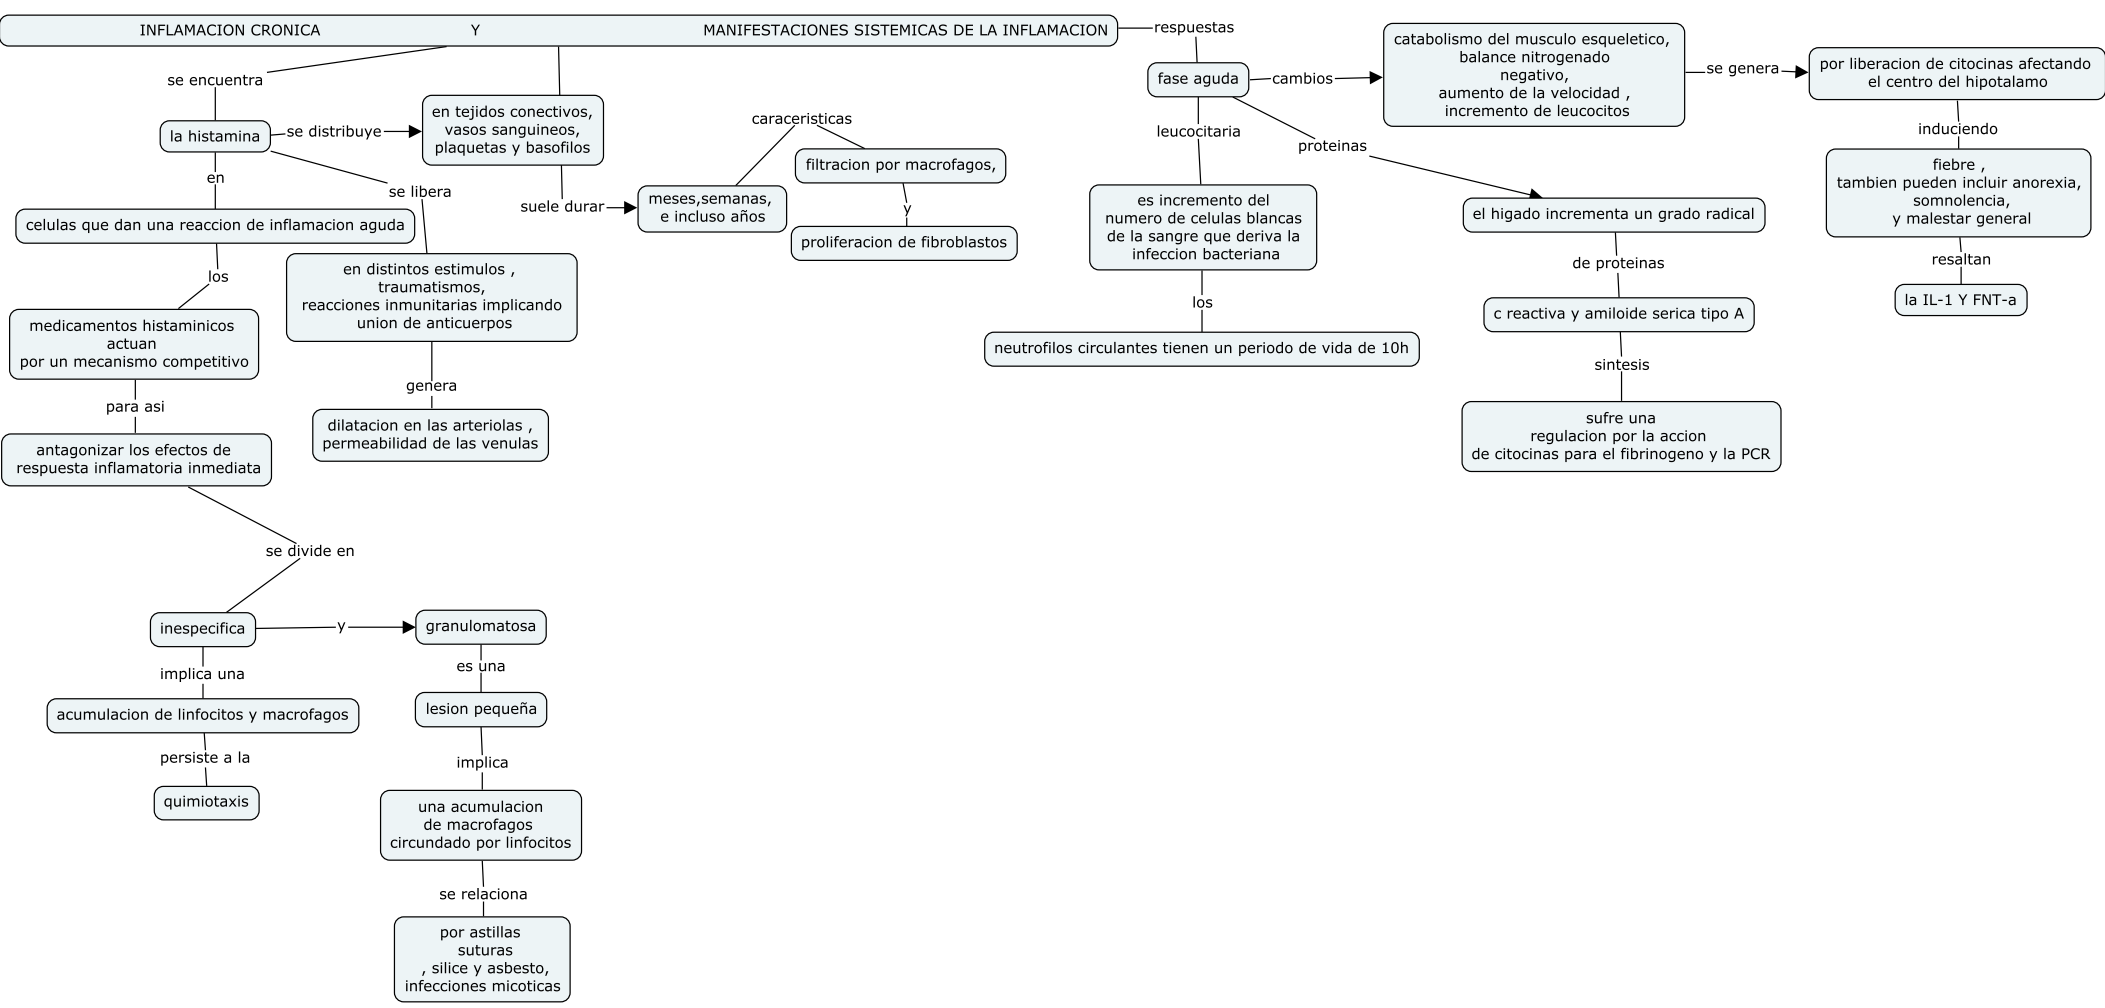 INFLAMACION CRONICA Y MANIFESTACIONES SISTEMICAS DE LA INFLAMACION
se encuentra
la histamina
se distribuye
en tejidos conectivos,
vasos sanguineos,
plaquetas y basofilos
suele durar
meses,semanas,
e incluso años
caracteristicas
filtracion por macrofagos,
y
proliferacion de fibroblastos
en
celulas que dan una reaccion de inflamacion aguda
los
medicamentos histaminicos
actuan
por un mecanismo competitivo
para asi
antagonizar los efectos de
respuesta inflamatoria inmediata
se libera
en distintos estimulos ,
traumatismos,
reacciones inmunitarias implicando
union de anticuerpos
genera
dilatacion en las arteriolas ,
permeabilidad de las venulas
se divide en
inespecifica
y
granulomatosa
implica una
acumulacion de linfocitos y macrofagos
persiste a la
quimiotaxis
es una
lesion pequeña
implica
una acumulacion
de macrofagos
circundado por linfocitos
se relaciona
por astillas
suturas
, silice y asbesto,
infecciones micoticas
respuestas
fase aguda
cambios
catabolismo del musculo esqueletico,
balance nitrogenado
negativo,
aumento de la velocidad ,
incremento de leucocitos
se genera
por liberacion de citocinas afectando
el centro del hipotalamo
induciendo
fiebre ,
tambien pueden incluir anorexia,
somnolencia,
y malestar general
resaltan
la IL-1 Y FNT-a
leucocitaria
es incremento del
numero de celulas blancas
de la sangre que deriva la
infeccion bacteriana
los
neutrofilos circulantes tienen un periodo de vida de 10h
proteinas
el higado incrementa un grado radical
de proteinas
c reactiva y amiloide serica tipo A
sintesis
sufre una
regulacion por la accion
de citocinas para el fibrinogeno y la PCR